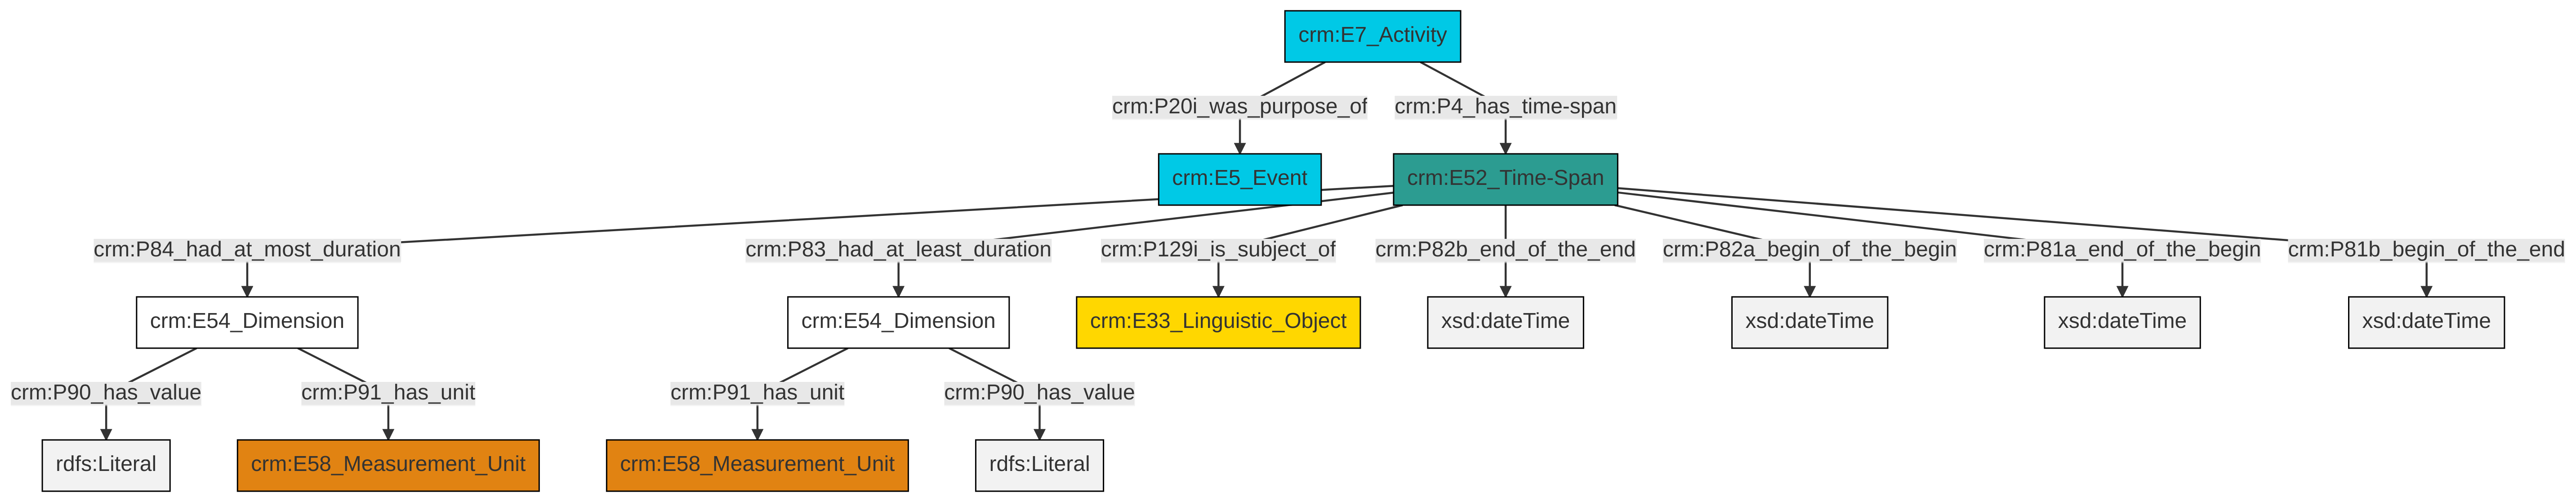 crm:E7_Activity
crm:P20i_was_purpose_of
crm:P4_has_time-span
crm:E5_Event
crm:E52_Time-Span
crm:P84_had_at_most_duration
crm:P83_had_at_least_duration
crm:P129i_is_subject_of
crm:P82b_end_of_the_end
crm:P82a_begin_of_the_begin
crm:P81a_end_of_the_begin
crm:P81b_begin_of_the_end
crm:E54_Dimension
crm:E54_Dimension
crm:E33_Linguistic_Object
xsd:dateTime
xsd:dateTime
xsd:dateTime
xsd:dateTime
crm:P90_has_value
crm:P91_has_unit
crm:P91_has_unit
crm:P90_has_value
rdfs:Literal
crm:E58_Measurement_Unit
crm:E58_Measurement_Unit
rdfs:Literal